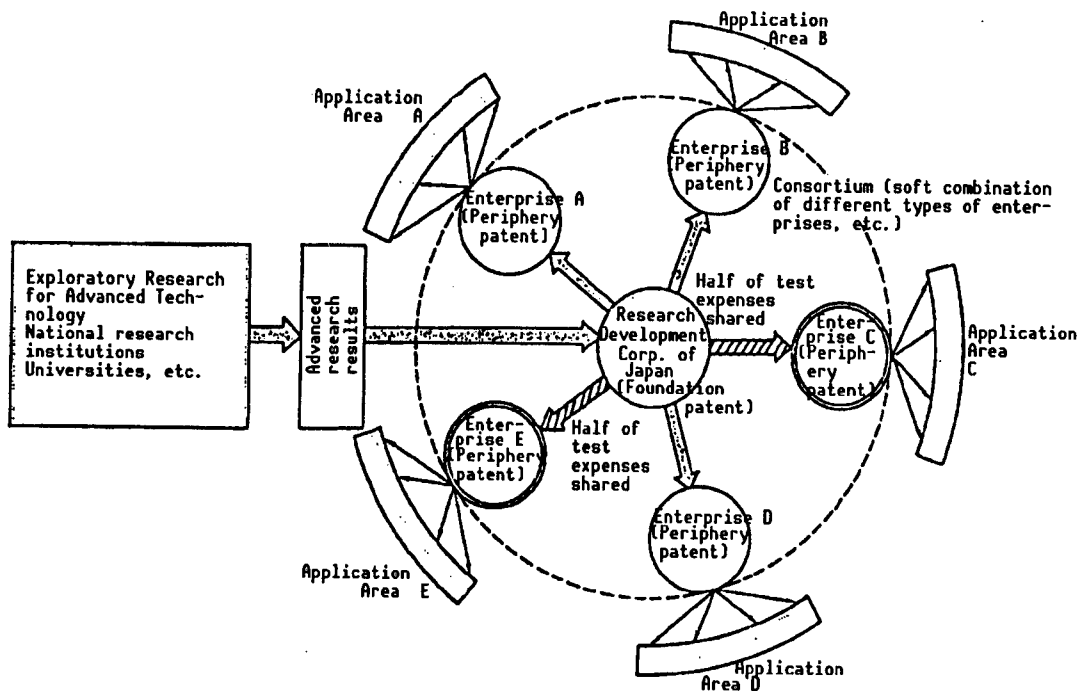 Application
Area B
Application
Area A
Enterprise B
(Periphery
patent)
Consortium (soft combination
of different types of enter-
prises, etc.)
Enterprise A
(Periphery
patent)
Exploratory Research
for Advanced Tech-
nology
National research
institutions
Universities, etc.
Advanced
research
results
Research
Development
Corp. of
Japan
(Foundation
patent)
Half of test
expenses
shared
Enter-
prise C
(Periph-
ery
patent)
Application
Area
C
Enter-
prise E
(Periphery
patent)
Half of
test
expenses
shared
Enterprise D
(Periphery
patent)
Application
Area E
Application
Area D